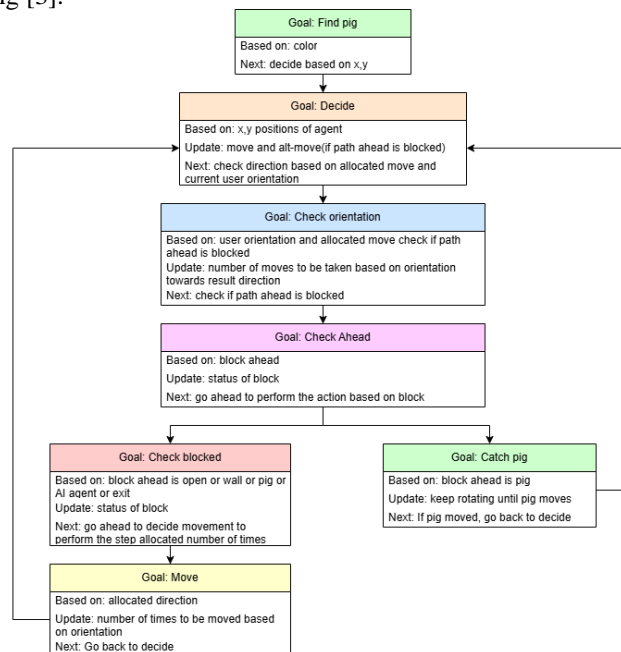 Goal: Find pig
Based on: color
Next: decide based on x,y
Goal: Decide
Based on: x,y positions of agent
Update: move and alt-move(if path ahead is blocked)
Next: check direction based on allocated move and
current user orientation
Goal: Check orientation
Based on: user orientation and allocated move check if path
ahead is blocked
Update: number of moves to be taken based on orientation
towards result direction
Next: check if path ahead is blocked
Goal: Check Ahead
Based on: block ahead
Update: status of block
Next: go ahead to perform the action based on block
Goal: Check blocked
Based on: block ahead is open or wall or pig or
AI agent or exit
Update: status of block
Next: go ahead to decide movement to
perform the step allocated number of times
Goal: Catch pig
Based on: block ahead is pig
Update: keep rotating until pig moves
Next: If pig moved, go back to decide
Goal: Move
Based on: allocated direction
Update: number of times to be moved based
on orientation
Next: Go back to decide